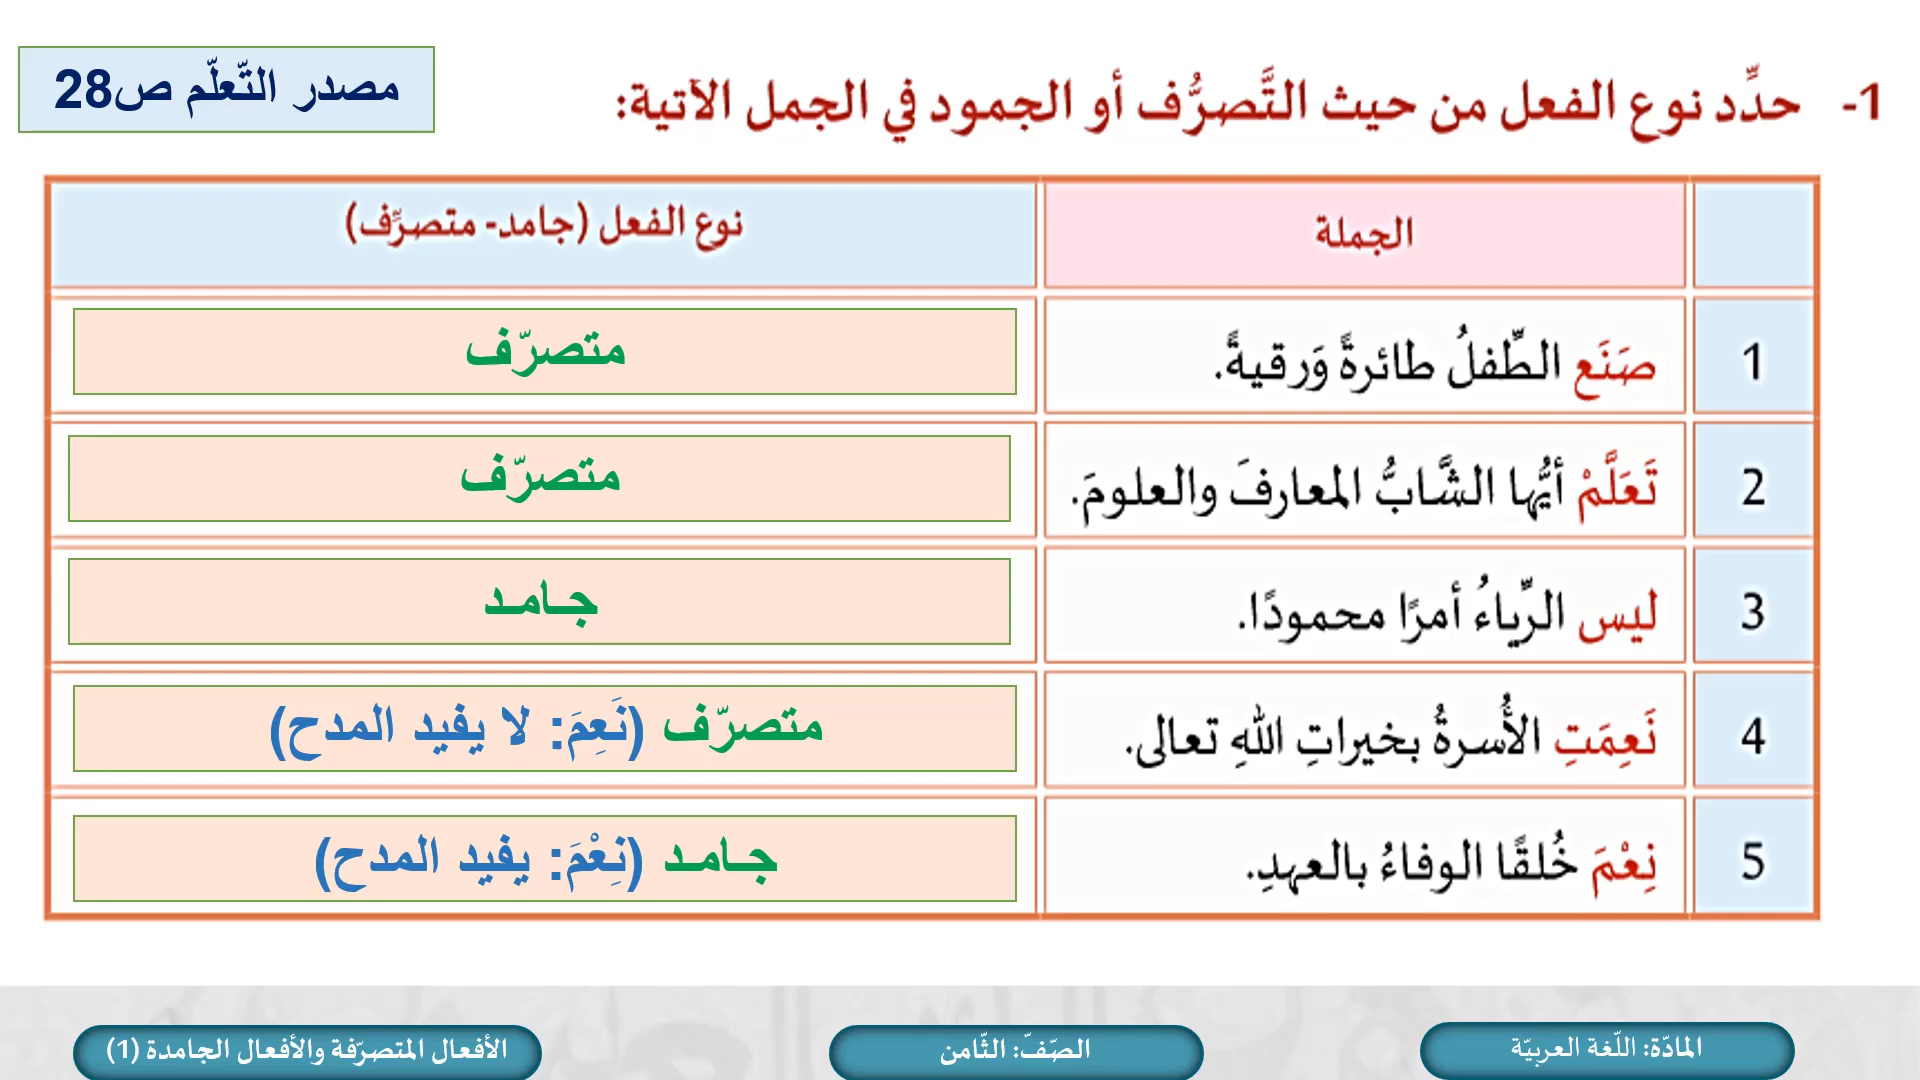 مصدر التّعلّم ص28
1- حدِّد نوع الفعل من حيث التَّصرُّف أو الجمود في الجمل الآتية:
الجملة
نوع الفعل (جامد- متصرِّف)
1
صَنَع الطِّفلُ طائرةً وَرقيةً.
متصرّف
2
تَعَلَّمْ أيُّها الشَّابُّ المعارفَ والعلومَ.
متصرّف
3
ليس الرِّياءُ أمرًا محمودًا.
جـامـد
4
نَعِمَتِ الأُسرةُ بخيراتِ اللهِ تعالى.
متصرّف (نَعِمَ: لا يفيد المدح)
5
نِعْمَ خُلقًا الوفاءُ بالعهدِ.
جـامـد (نِعْمَ: يفيد المدح)
المادّة: اللّغة العربيّة
الصّفّ: الثّامن
الأفعال المتصرّفة والأفعال الجامدة (1)